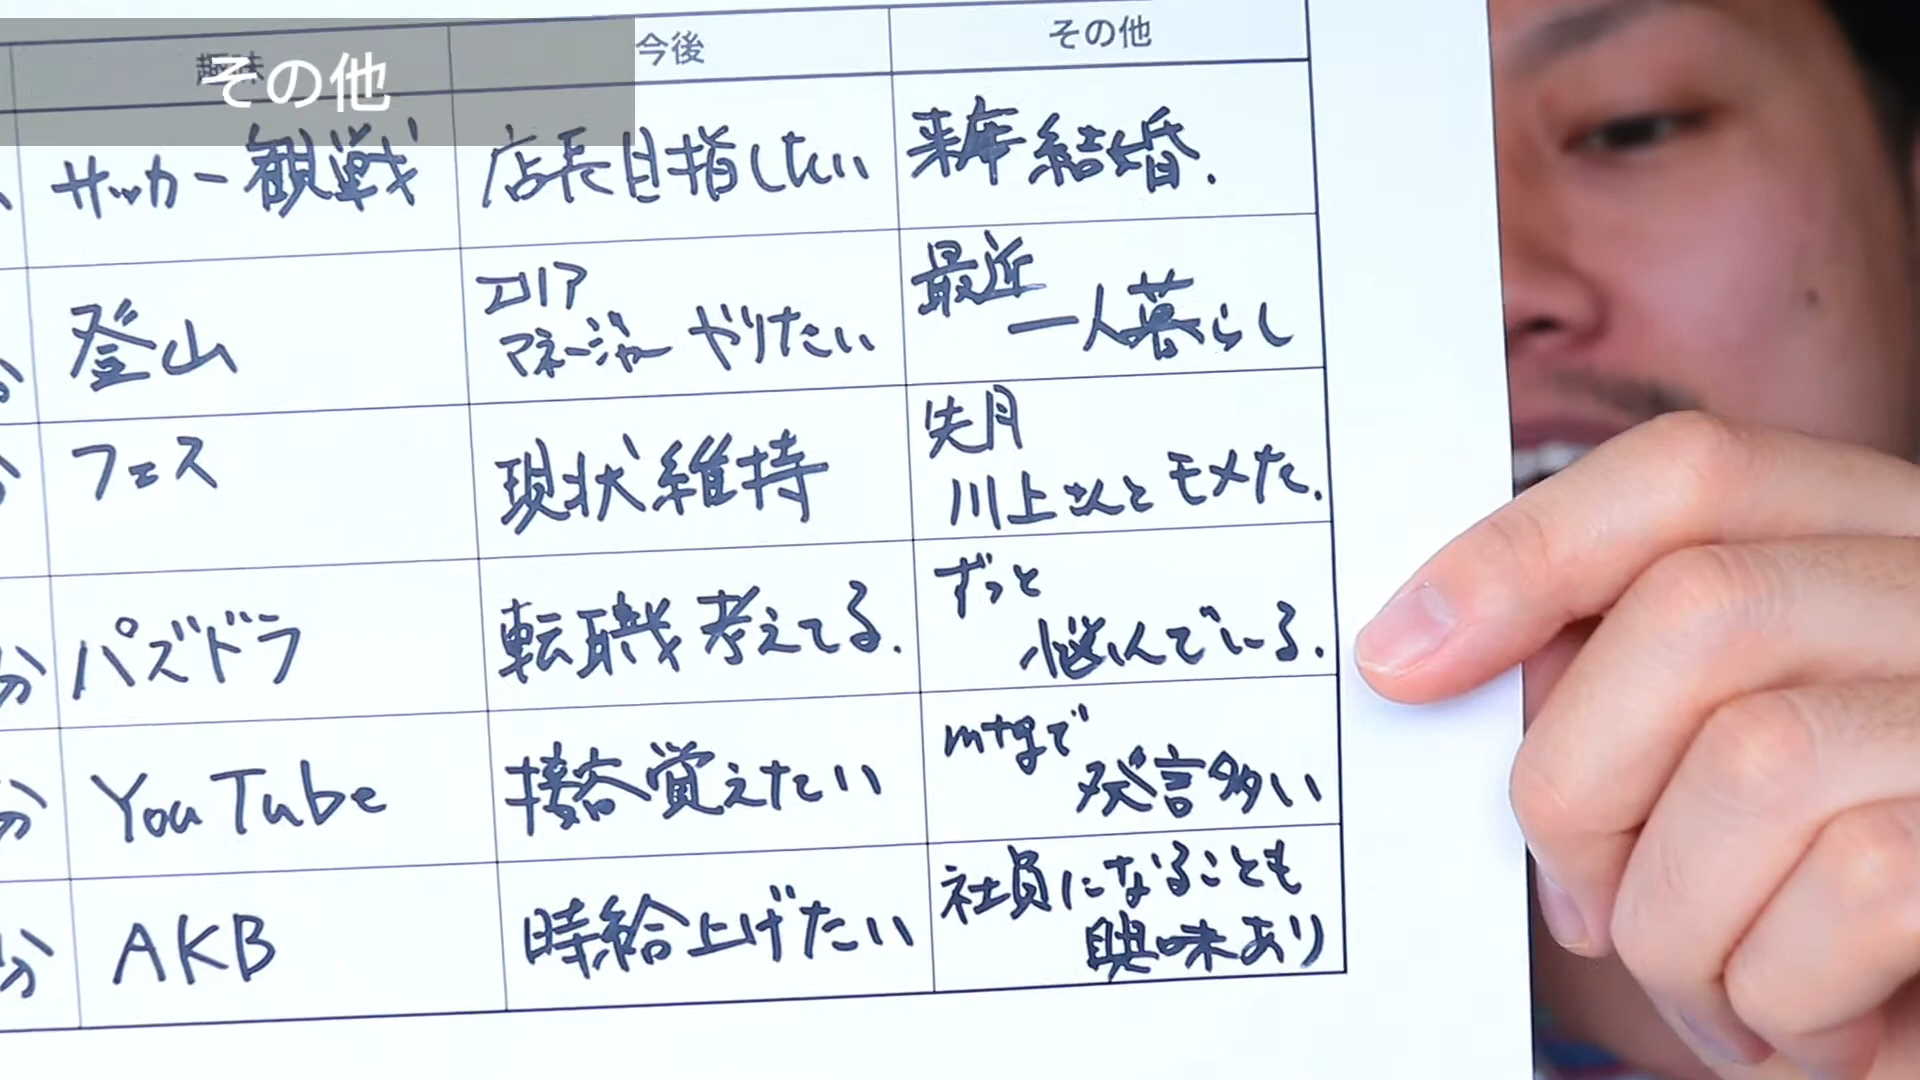 その他
趣味 今後 その他
サッカー観戦 店長目指したい 来年結婚.
登山 エリア
マネージャーやりたい 最近
一人暮らし
フェス 現状維持 先月
川上さんとモメた.
分 パズドラ 転職考えてる. ずっと
悩んでいる.
分 YouTube 接客覚えたい mtgで
発言多い
分 AKB 時給上げたい 社員になることも
興味あり